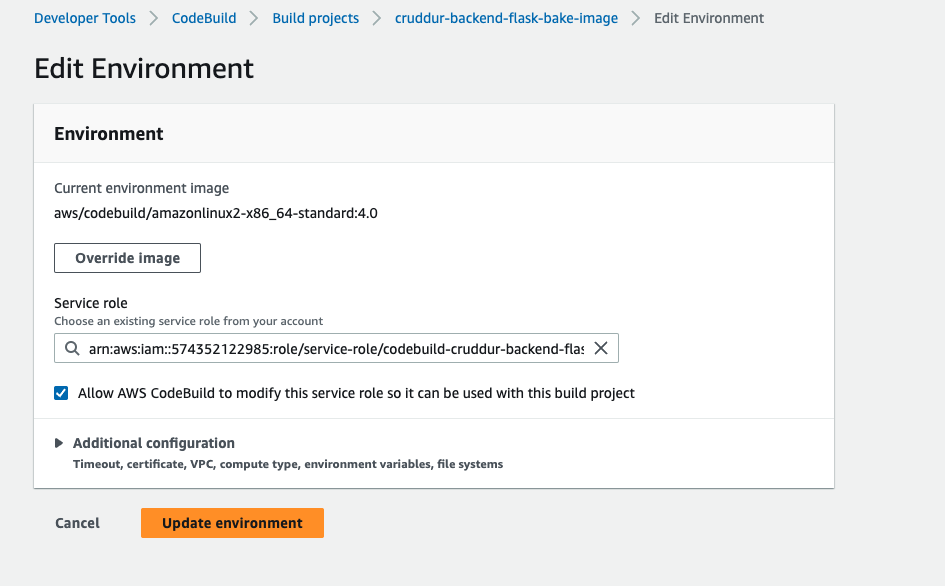 Developer Tools > CodeBuild > Build projects > cruddur-backend-flask-bake-image > Edit Environment
Edit Environment
Environment
Current environment image
aws/codebuild/amazonlinux2-x86_64-standard:4.0
Override image
Service role
Choose an existing service role from your account
arn:aws:iam::574352122985:role/service-role/codebuild-cruddur-backend-flas
Allow AWS CodeBuild to modify this service role so it can be used with this build project
Additional configuration
Timeout, certificate, VPC, compute type, environment variables, file systems
Cancel Update environment